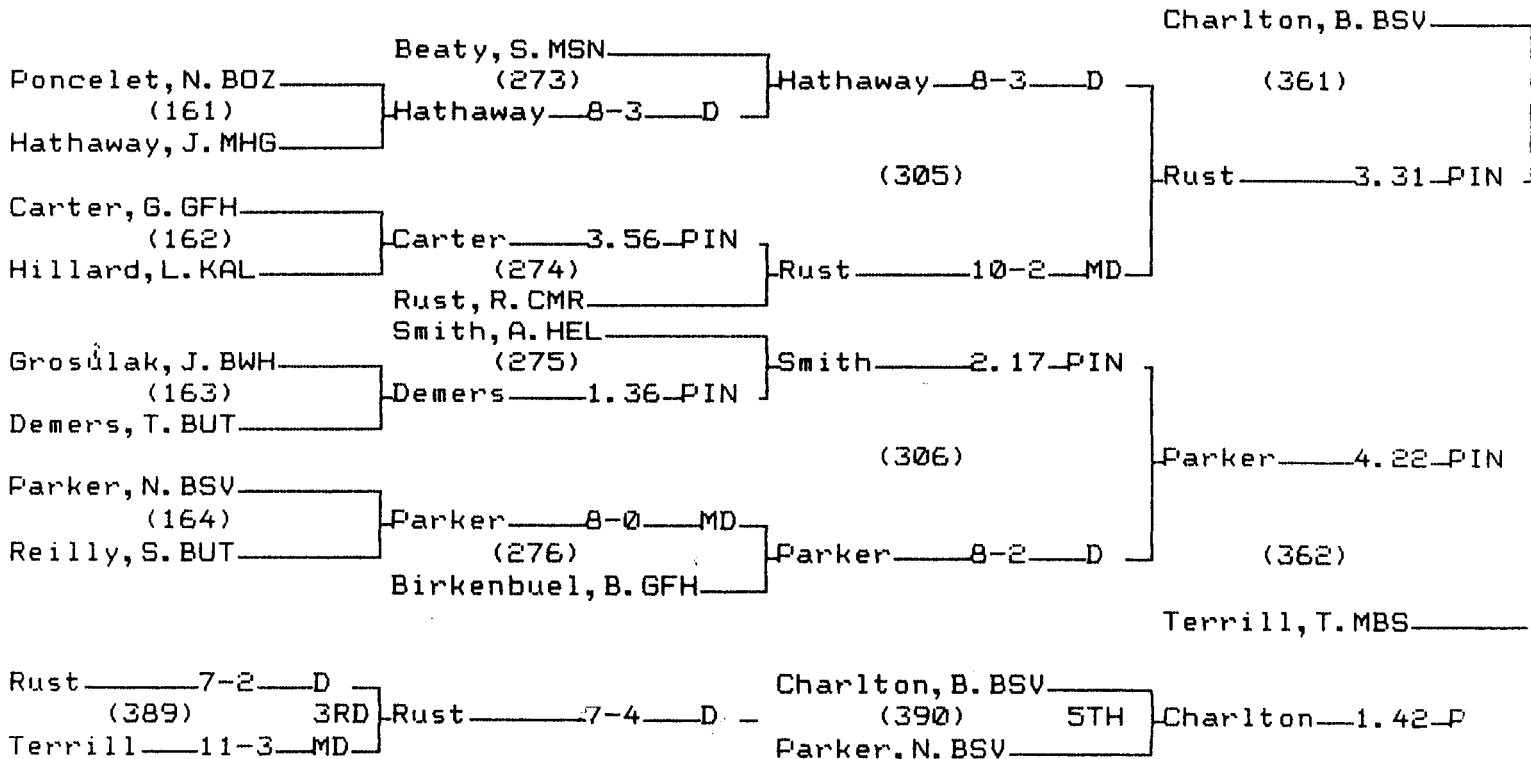 Charlton, B. BSV
Beaty, S. MSN
Poncelet, N. BOZ (273) Hathaway 8-3 D (361)
(161) Hathaway 8-3 D
Hathaway, J. MHG
(305) Rust 3.31 PIN
Carter, G. GFH
(162) Carter 3.56 PIN
Hillard, L. KAL (274) Rust 10-2 MD
Rust, R. CMR
Smith, A. HEL
Grosulak, J. BWH (275) Smith 2.17 PIN
(163) Demers 1.36 PIN
Demers, T. BUT
(306) Parker 4.22 PIN
Parker, N. BSV
(164) Parker 8-0 MD
Reilly, S. BUT (276) Parker 8-2 D (362)
Birkenbuel, B. GFH
Terrill, T. MBS
Rust 7-2 D Charlton, B. BSV
(389) 3RD Rust 7-4 D (390) 5TH Charlton 1.42 P
Terrill 11-3 MD Parker, N. BSV